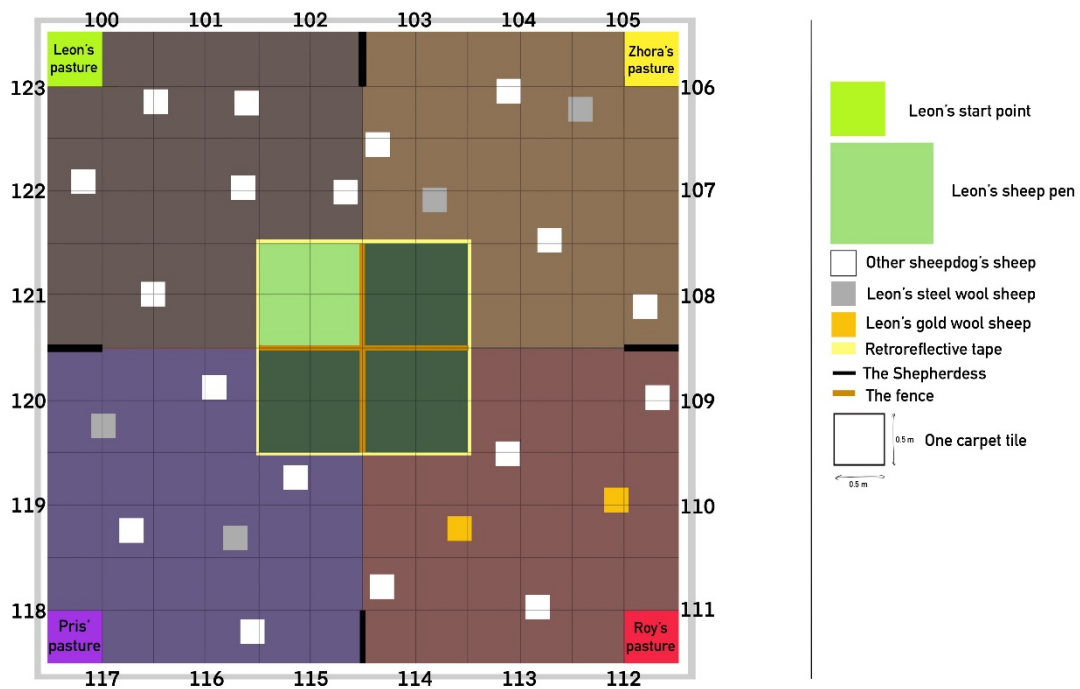 100 101 102 103 104 105
Leon's
pasture
Zhora's
pasture
123 106
122 107
121 108
120 109
119 110
118 111
Pris'
pasture
Roy's
pasture
117 116 115 114 113 112
Leon's start point
Leon's sheep pen
Other sheepdog's sheep
Leon's steel wool sheep
Leon's gold wool sheep
Retroreflective tape
The Shepherdess
The fence
0.5 m One carpet tile
0.5 m